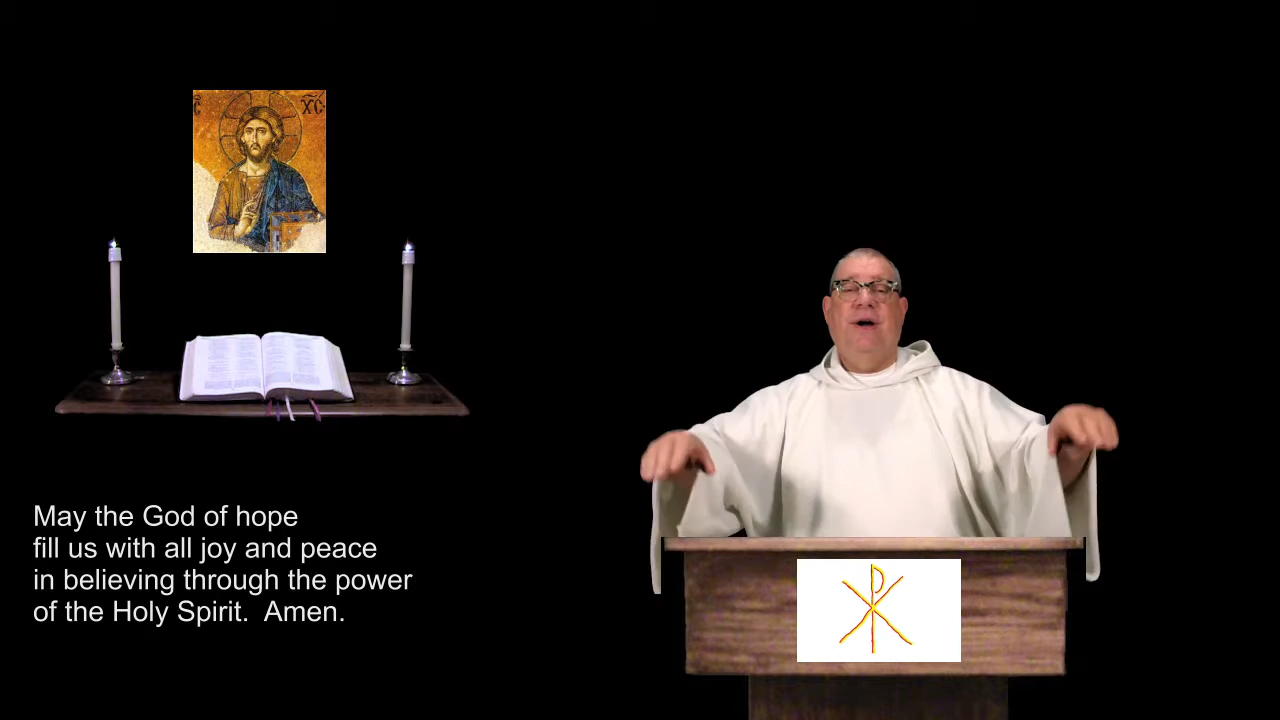 XC
May the God of hope
fill us with all joy and peace
in believing through the power
of the Holy Spirit.  Amen.